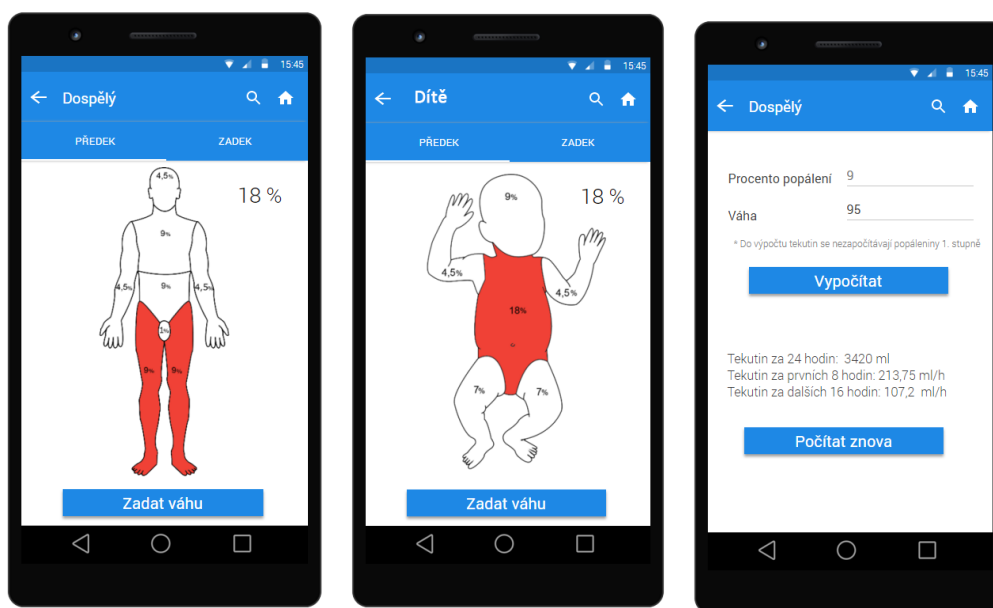 15:45
Dospělý
PŘEDEK ZADEK
18 %
4,5%
9%
4,5% 9% 4,5%
1%
9% 9%
Zadat váhu
15:45
Dítě
PŘEDEK ZADEK
18 %
9%
4,5%
4,5%
18%
7% 7%
Zadat váhu
15:45
Dospělý
Procento popálení 9
Váha 95
* Do výpočtu tekutin se nezapočítávají popáleniny 1. stupně
Vypočítat
Tekutin za 24 hodin: 3420 ml
Tekutin za prvních 8 hodin: 213,75 ml/h
Tekutin za dalších 16 hodin: 107,2 ml/h
Počítat znova